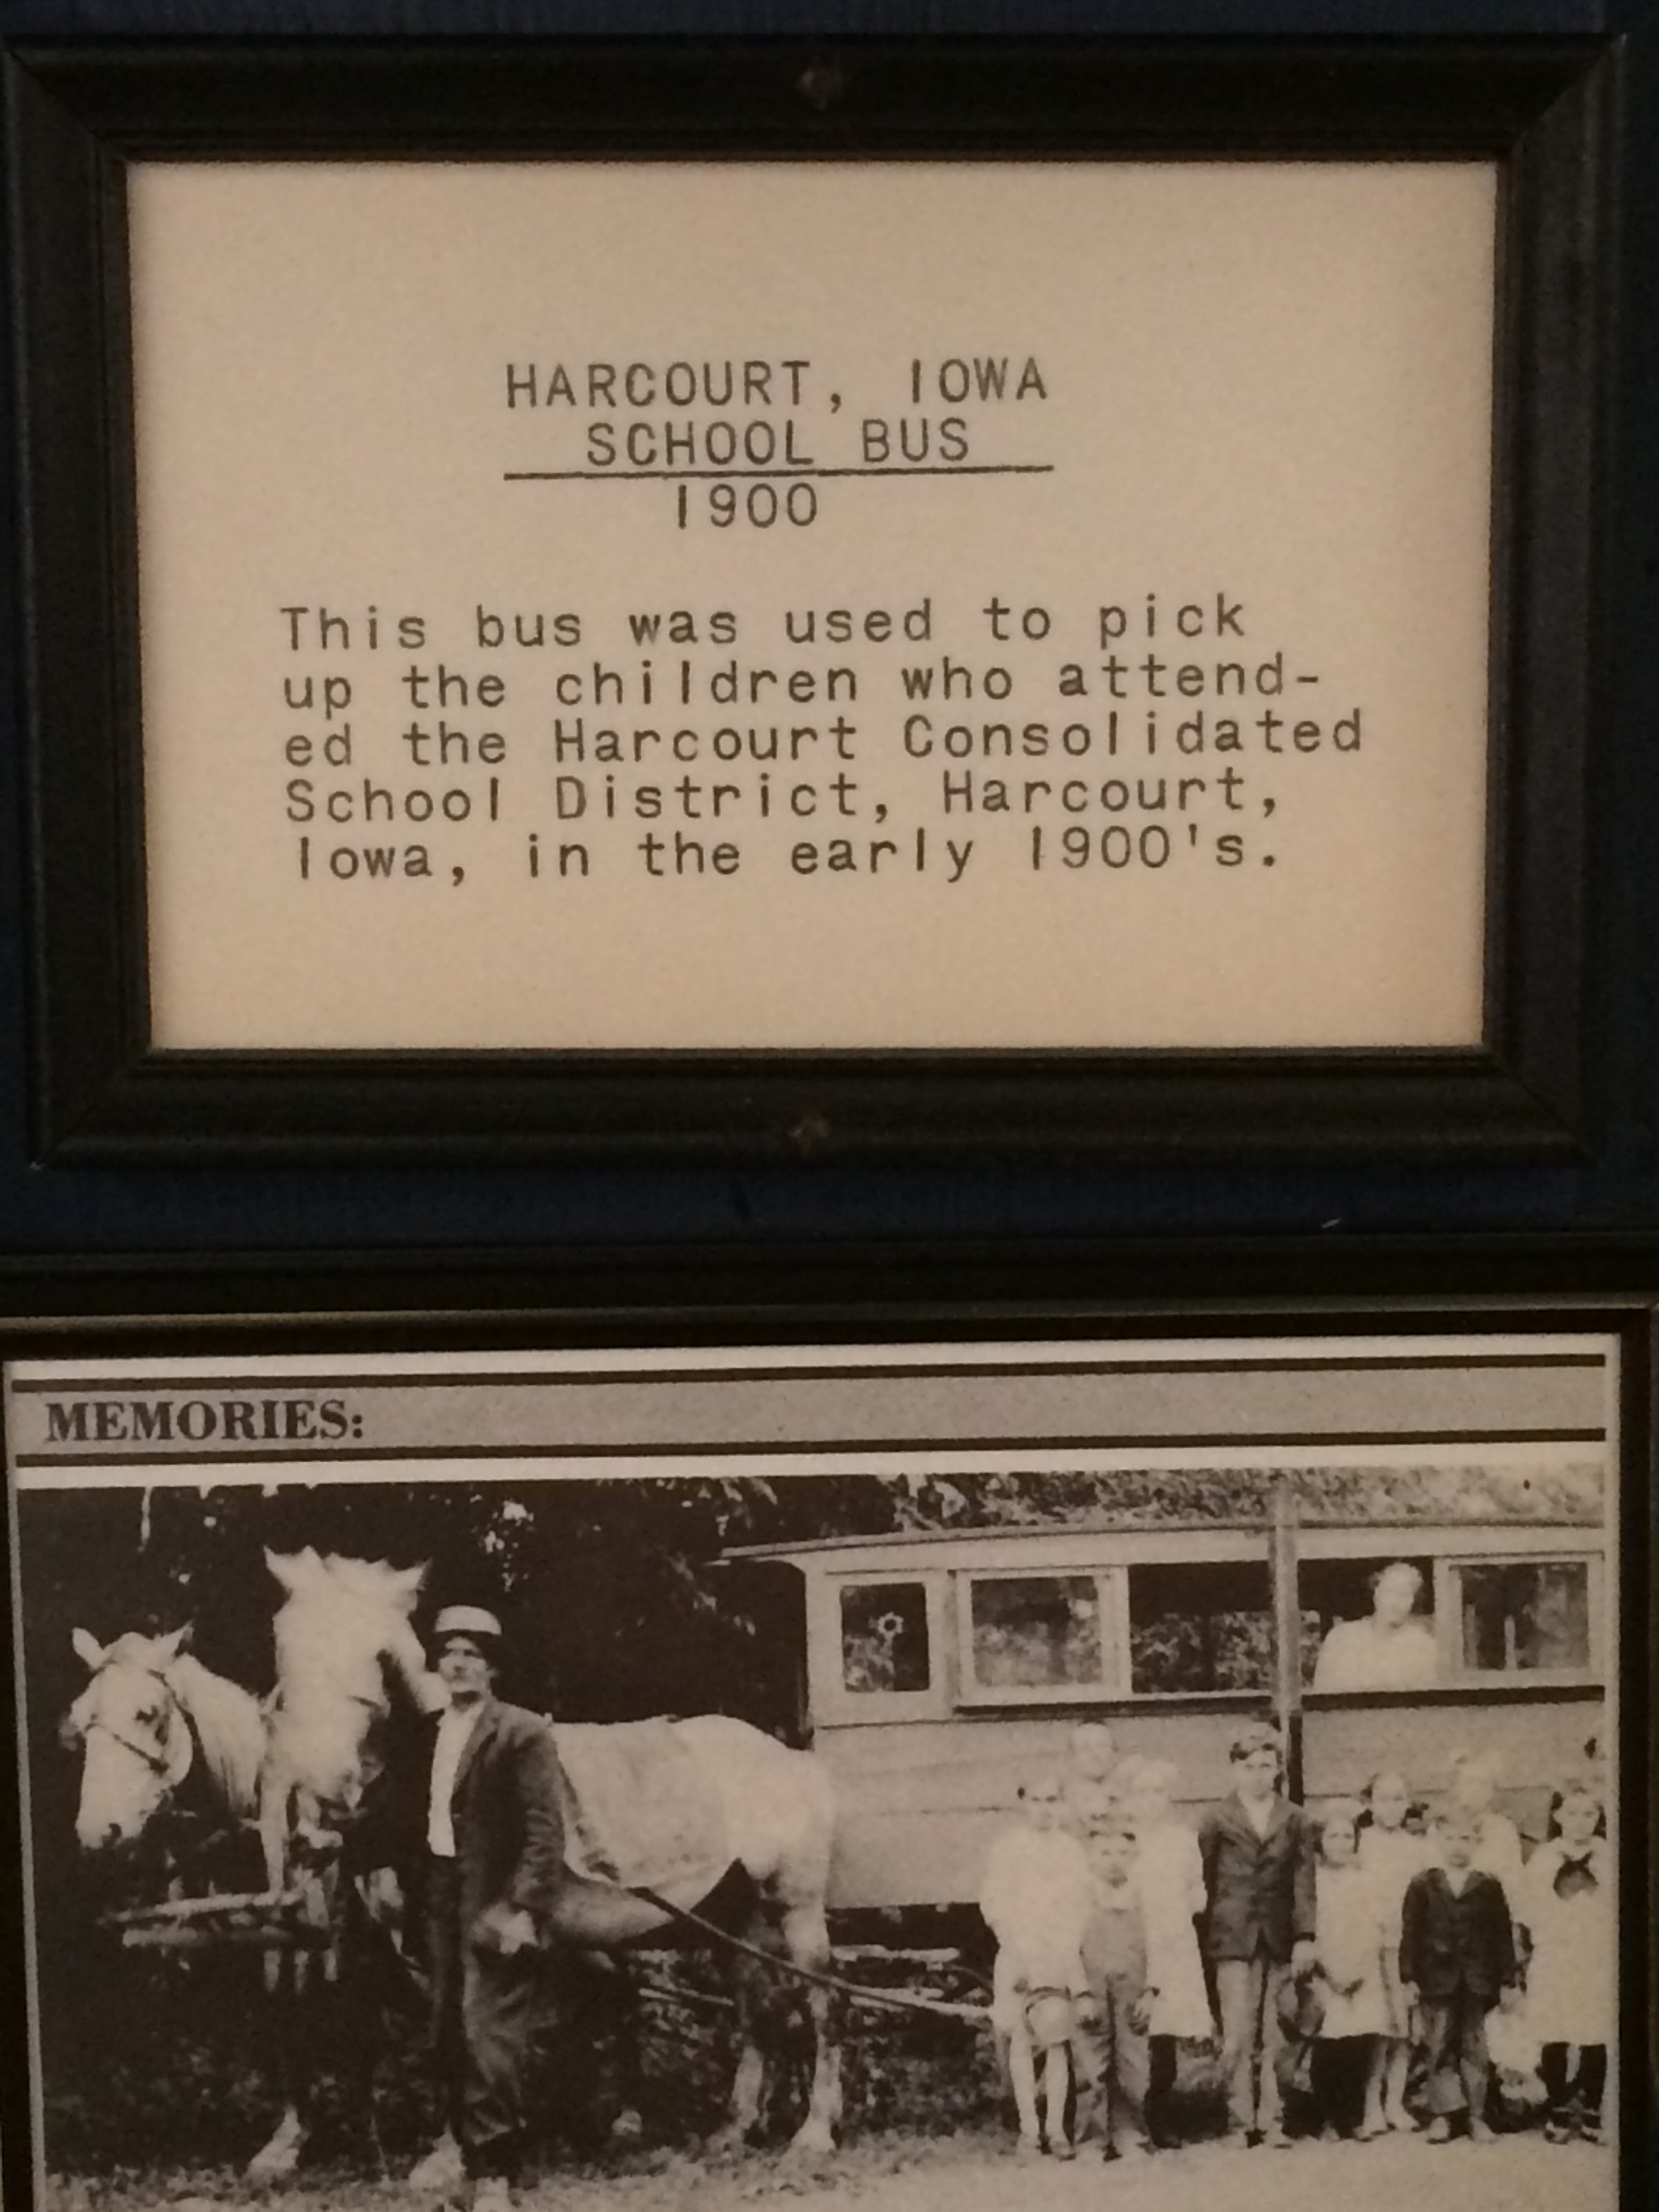 HARCOURT, IOWA
SCHOOL BUS
1900
This bus was used to pick
up the children who attend-
ed the Harcourt Consolidated
School District, Harcourt,
Iowa, in the early 1900's.
MEMORIES: